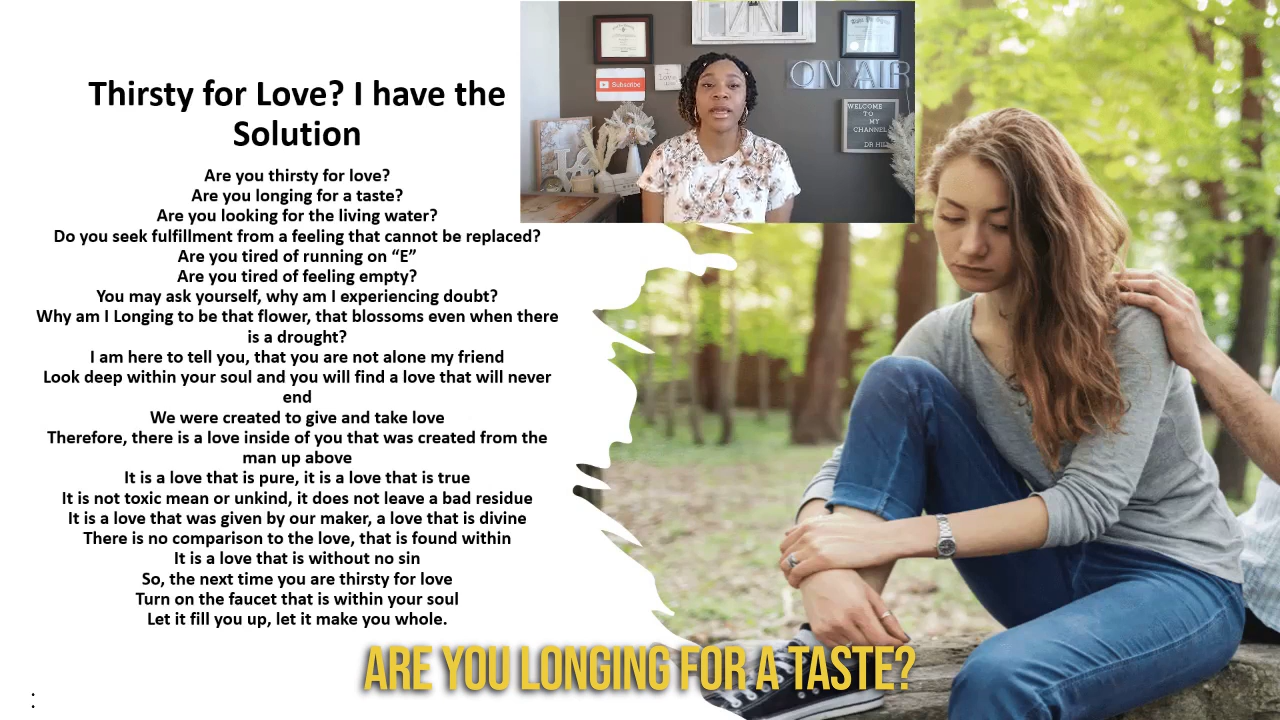 Thirsty for Love? I have the
Solution
Are you thirsty for love?
Are you longing for a taste?
Are you looking for the living water?
Do you seek fulfillment from a feeling that cannot be replaced?
Are you tired of running on “E”
Are you tired of feeling empty?
You may ask yourself, why am I experiencing doubt?
Why am I Longing to be that flower, that blossoms even when there
is a drought?
I am here to tell you, that you are not alone my friend
Look deep within your soul and you will find a love that will never
end
We were created to give and take love
Therefore, there is a love inside of you that was created from the
man up above
It is a love that is pure, it is a love that is true
It is not toxic mean or unkind, it does not leave a bad residue
It is a love that was given by our maker, a love that is divine
There is no comparison to the love, that is found within
It is a love that is without no sin
So, the next time you are thirsty for love
Turn on the faucet that is within your soul
Let it fill you up, let it make you whole.
:
Subscribe
ON AIR
WELCOME
TO
MY
CHANNEL
DR HILL
ARE YOU LONGING FOR A TASTE?